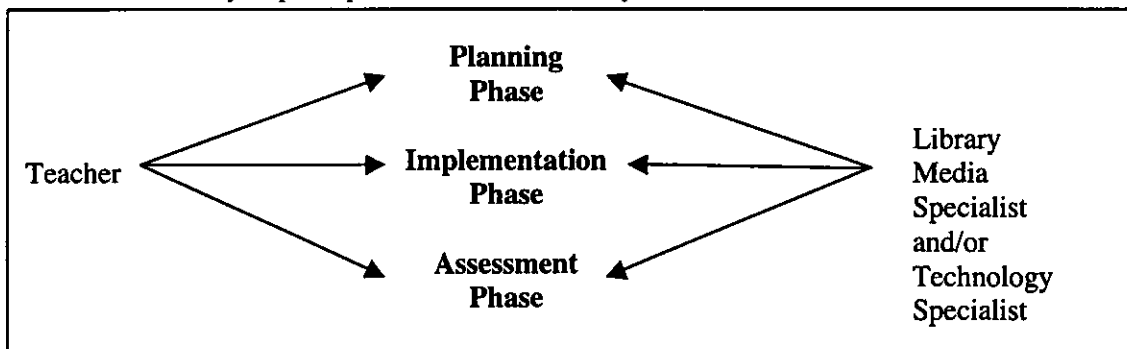 Planning
Phase
Teacher
Implementation
Phase
Assessment
Phase
Library
Media
Specialist
and/or
Technology
Specialist